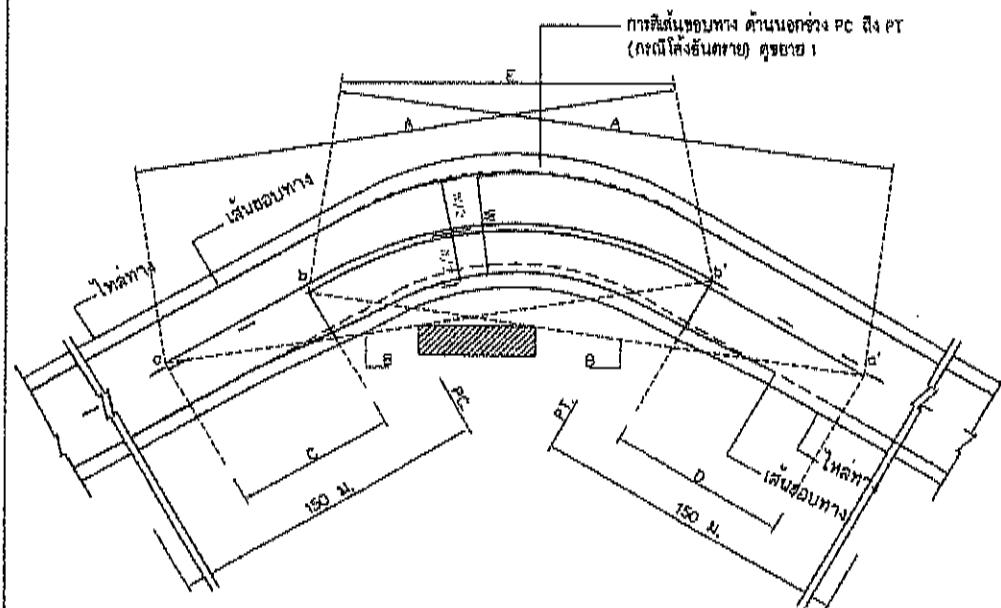 การตีเส้นขอบทาง ด้านนอกช่วง PC ถึง PT
(กรณีโค้งอันตราย) ดูขยาย 1
E
A
A
เส้นขอบทาง
ไหล่ทาง
W/2
W
W/2
b
b'
a
a'
B
B
PC.
PT.
C
D
150 ม.
150 ม.
ไหล่ทาง
เส้นขอบทาง